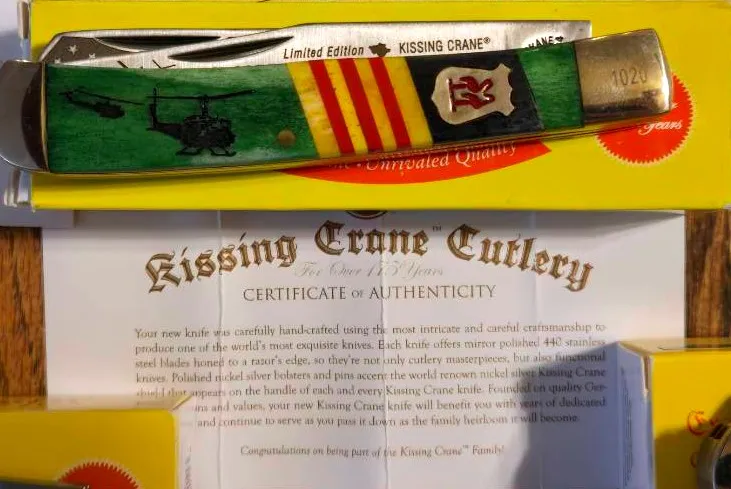 Limited Edition KISSING CRANE®
1020
Years
Unrivaled Quality
Kissing Crane™ Cutlery
For Over 175 Years
CERTIFICATE OF AUTHENTICITY
Your new knife was carefully hand-crafted using the most intricate and careful craftsmanship to
produce one of the world's most exquisite knives. Each knife offers mirror polished 440 stainless
steel blades honed to a razor's edge, so they're not only cutlery masterpieces, but also functional
knives. Polished nickel silver bolsters and pins accent the world renown nickel silver Kissing Crane
shield that appears on the handle of each and every Kissing Crane knife. Founded on quality Ger-
ns and values, your new Kissing Crane knife will benefit you with years of dedicated
and continue to serve as you pass it down as the family heirloom it will become.
Congratulations on being part of the Kissing Crane™ Family!